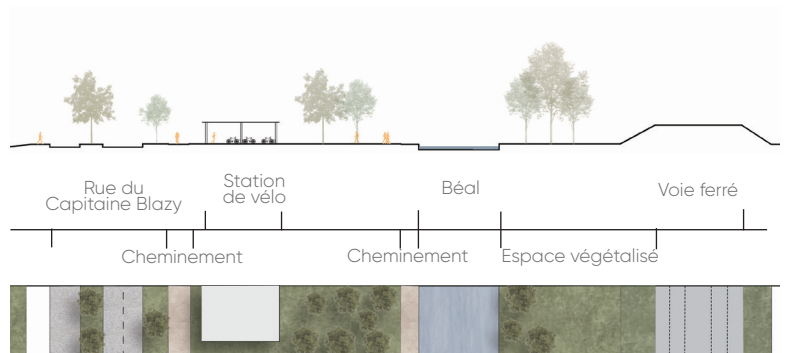 Rue du
Capitaine Blazy
Station
de vélo
Béal
Voie ferré
Cheminement
Cheminement
Espace végétalisé